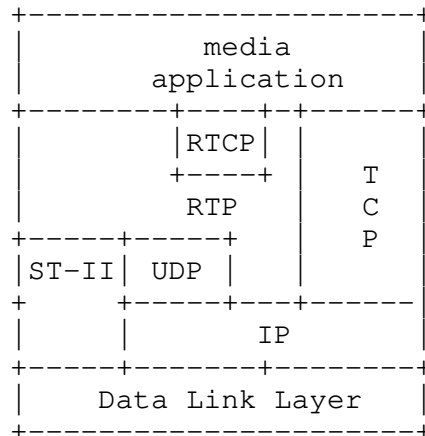 media
application
RTCP
T
RTP C
P
ST-II UDP
IP
Data Link Layer